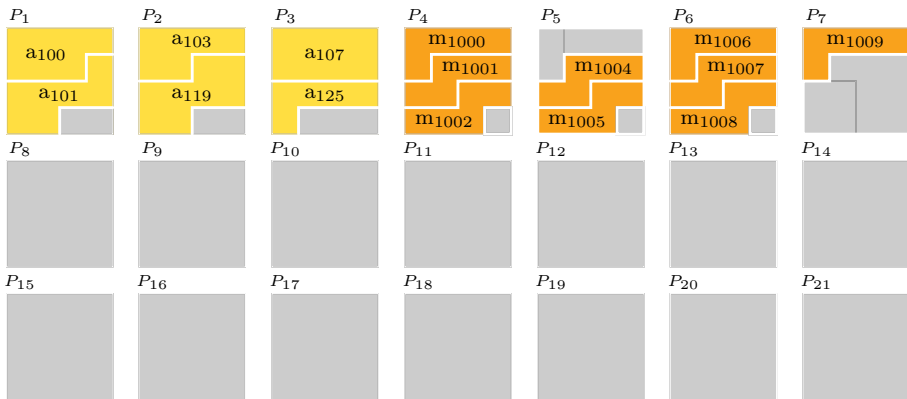 P₁ P₂ P₃ P₄ P₅ P₆ P₇
a₁₀₀ a₁₀₃ a₁₀₇ m₁₀₀₀ m₁₀₀₆ m₁₀₀₉
m₁₀₀₁ m₁₀₀₄ m₁₀₀₇
a₁₀₁ a₁₁₉ a₁₂₅
m₁₀₀₂ m₁₀₀₅ m₁₀₀₈
P₈ P₉ P₁₀ P₁₁ P₁₂ P₁₃ P₁₄
P₁₅ P₁₆ P₁₇ P₁₈ P₁₉ P₂₀ P₂₁